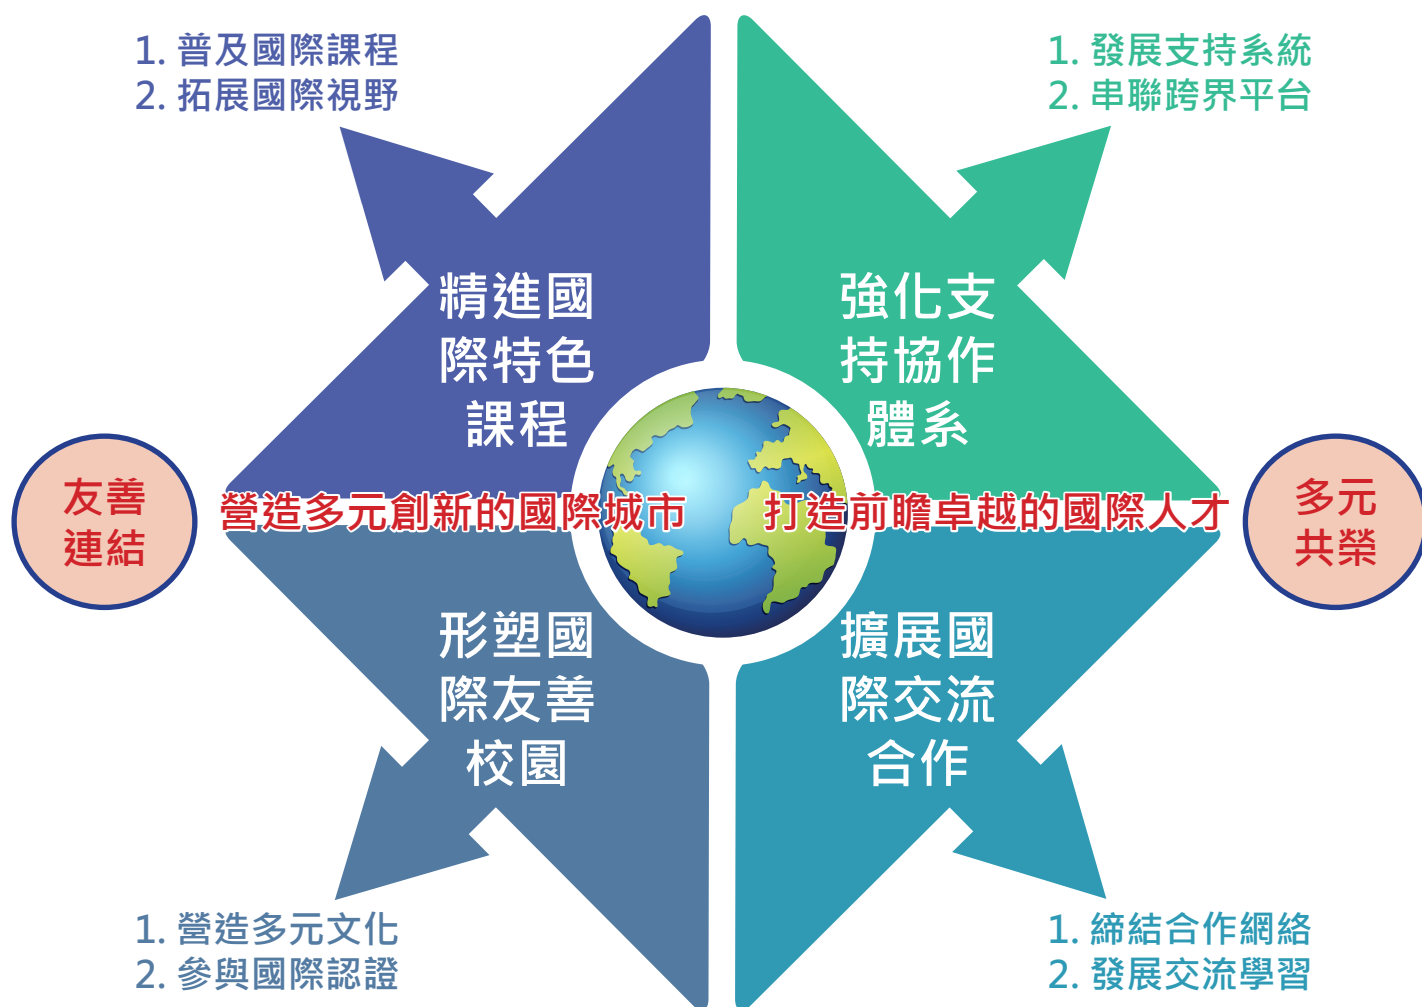 1. 普及國際課程
2. 拓展國際視野
1. 發展支持系統
2. 串聯跨界平台
精進國
際特色
課程
強化支
持協作
體系
友善
連結
營造多元創新的國際城市
打造前瞻卓越的國際人才
多元
共榮
形塑國
際友善
校園
擴展國
際交流
合作
1. 營造多元文化
2. 參與國際認證
1. 締結合作網絡
2. 發展交流學習